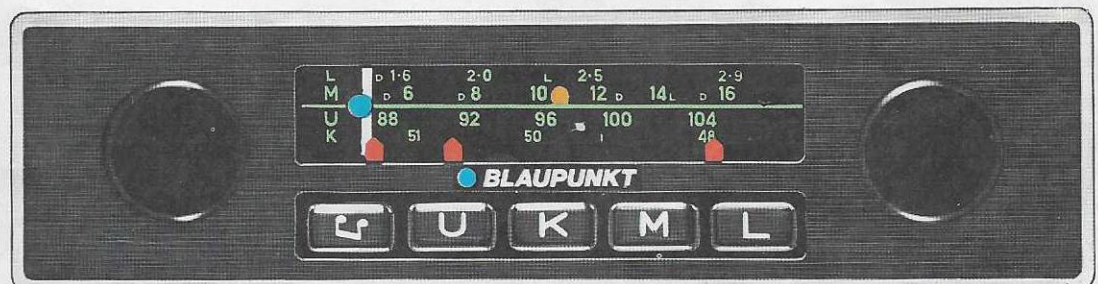 L D 1·6 2·0 L 2·5 2·9
M D 6 D 8 10 12 D 14 L D 16
U 88 92 96 100 104
K 51 50 48
BLAUPUNKT
U K M L